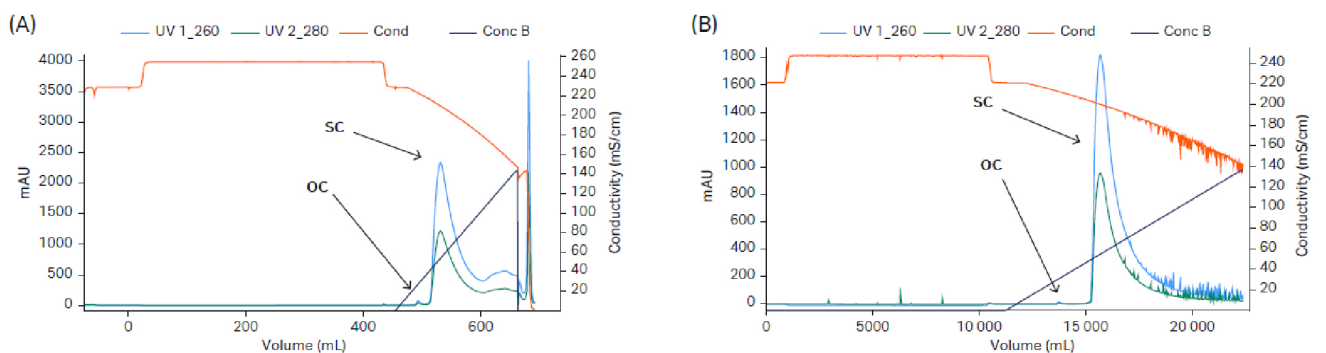 (A)
UV 1_260 UV 2_280 Cond Conc B
4000
3500
3000
2500
2000
1500
1000
500
0
mAU
260
240
220
200
180
160
140
120
100
80
60
40
20
Conductivity (mS/cm)
SC
OC
0 200 400 600
Volume (mL)
(B)
UV 1_260 UV 2_280 Cond Conc B
1800
1600
1400
1200
1000
800
600
400
200
0
mAU
240
220
200
180
160
140
120
100
80
60
40
20
Conductivity (mS/cm)
SC
OC
0 5000 10 000 15 000 20 000
Volume (mL)